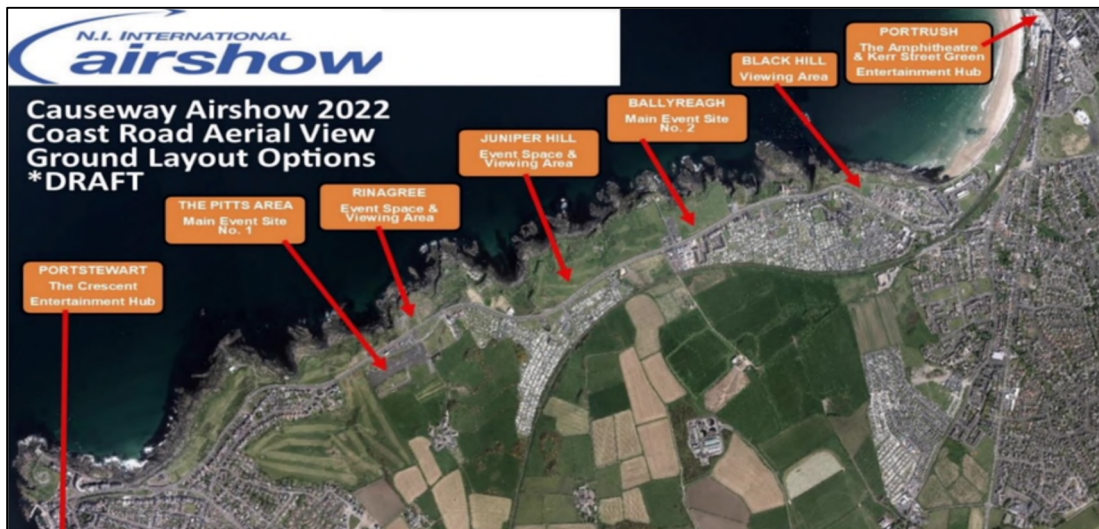 N.I. INTERNATIONAL
airshow
Causeway Airshow 2022
Coast Road Aerial View
Ground Layout Options
*DRAFT
PORTSTEWART
The Crescent
Entertainment Hub
THE PITTS AREA
Main Event Site
No. 1
RINAGREE
Event Space &
Viewing Area
JUNIPER HILL
Event Space &
Viewing Area
BALLYREAGH
Main Event Site
No. 2
BLACK HILL
Viewing Area
PORTRUSH
The Amphitheatre
& Kerr Street Green
Entertainment Hub